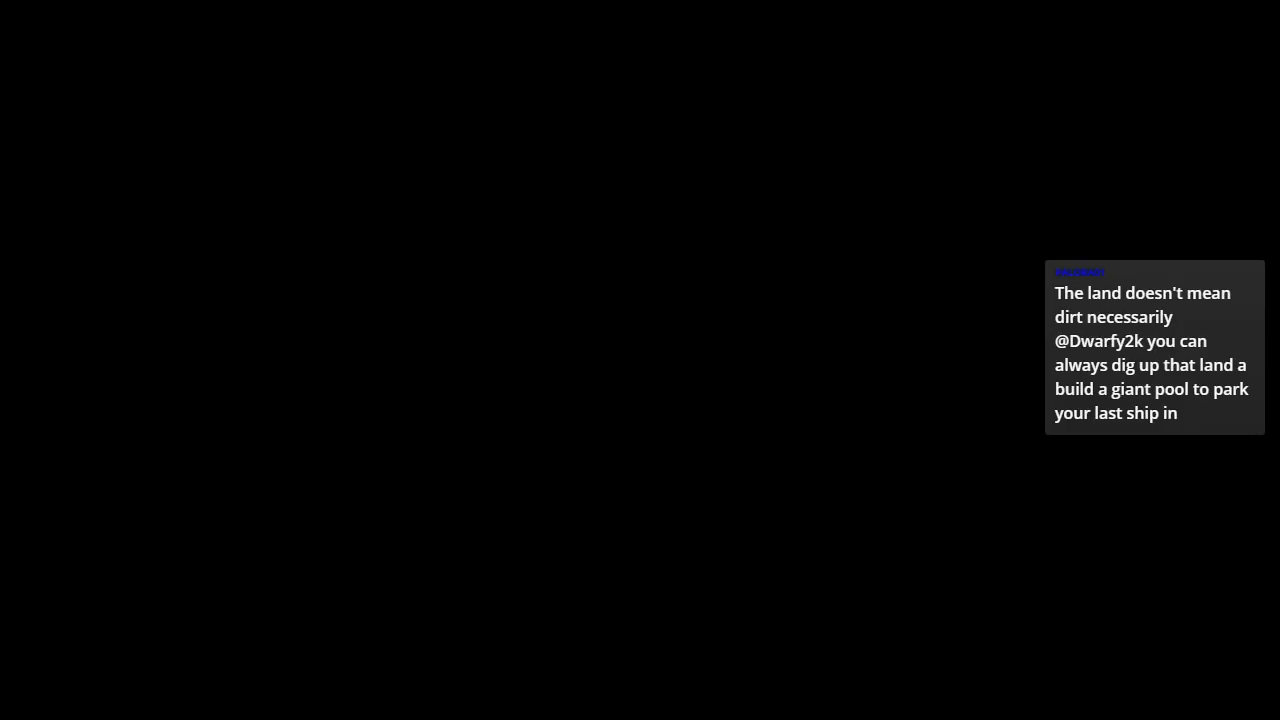 The land doesn't mean
dirt necessarily
@Dwarfy2k you can
always dig up that land a
build a giant pool to park
your last ship in